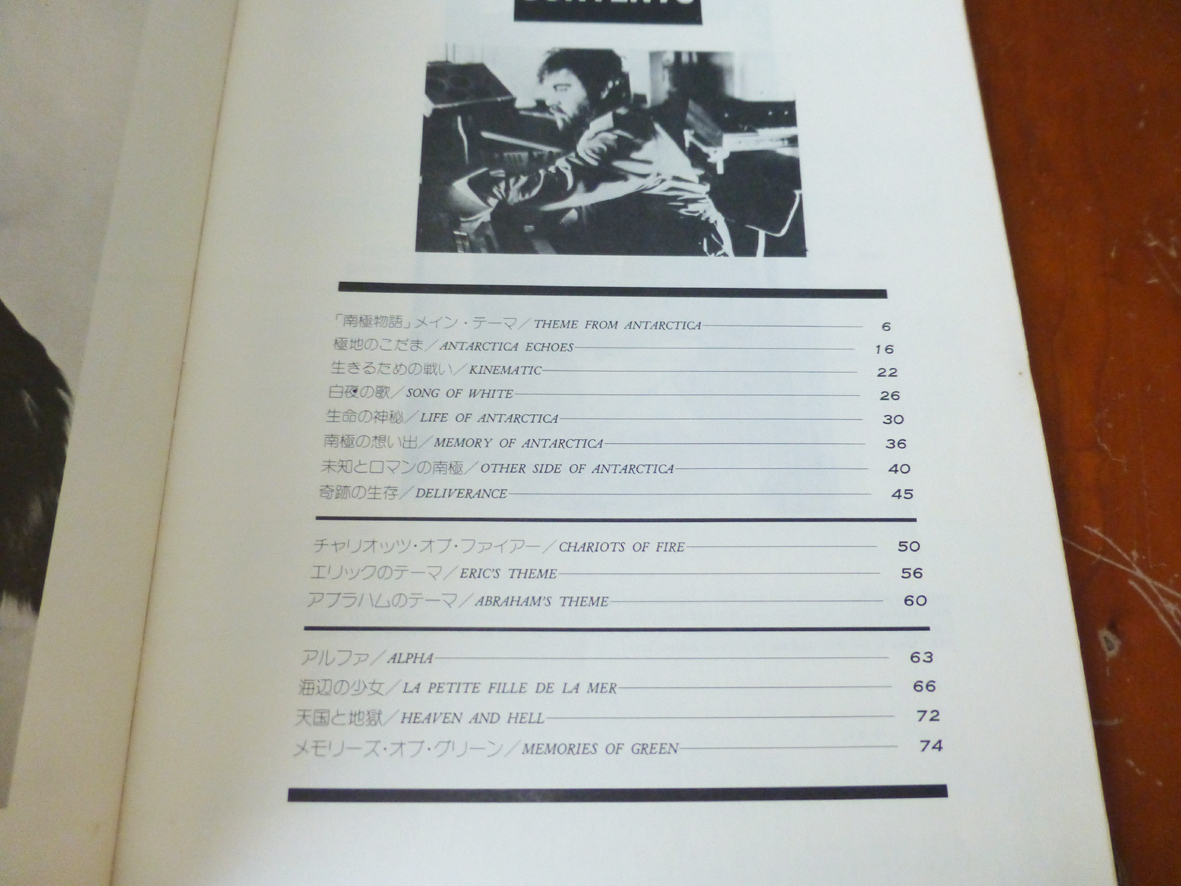 CONTENTS
「南極物語」メイン・テーマ／THEME FROM ANTARCTICA 6
極地のこだま／ANTARCTICA ECHOES 16
生きるための戦い／KINEMATIC 22
白夜の歌／SONG OF WHITE 26
生命の神秘／LIFE OF ANTARCTICA 30
南極の想い出／MEMORY OF ANTARCTICA 36
未知とロマンの南極／OTHER SIDE OF ANTARCTICA 40
奇跡の生存／DELIVERANCE 45
チャリオッツ・オブ・ファイアー／CHARIOTS OF FIRE 50
エリックのテーマ／ERIC'S THEME 56
アブラハムのテーマ／ABRAHAM'S THEME 60
アルファ／ALPHA 63
海辺の少女／LA PETITE FILLE DE LA MER 66
天国と地獄／HEAVEN AND HELL 72
メモリーズ・オブ・グリーン／MEMORIES OF GREEN 74